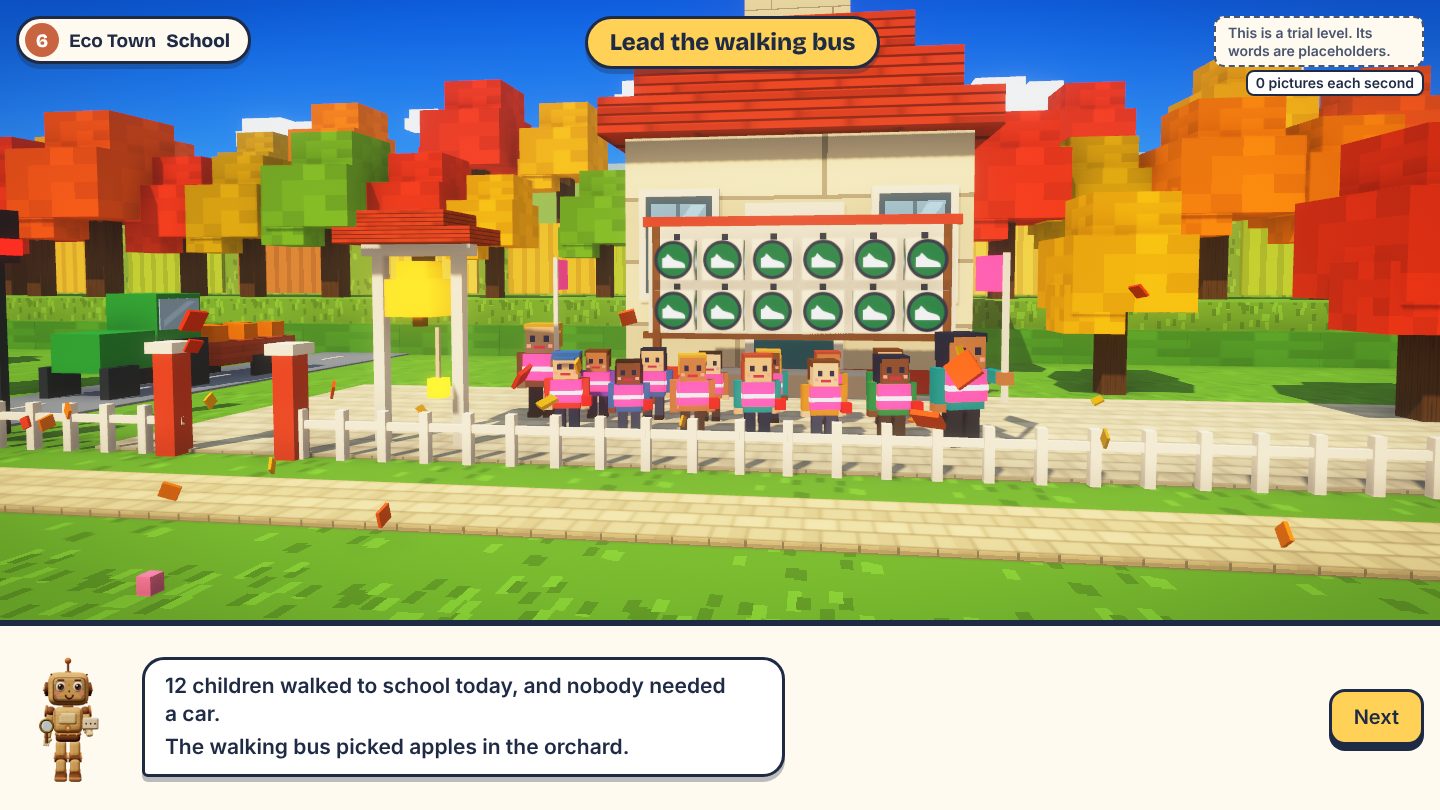 6 Eco Town School
Lead the walking bus
This is a trial level. Its
words are placeholders.
0 pictures each second
12 children walked to school today, and nobody needed
a car.
The walking bus picked apples in the orchard.
Next